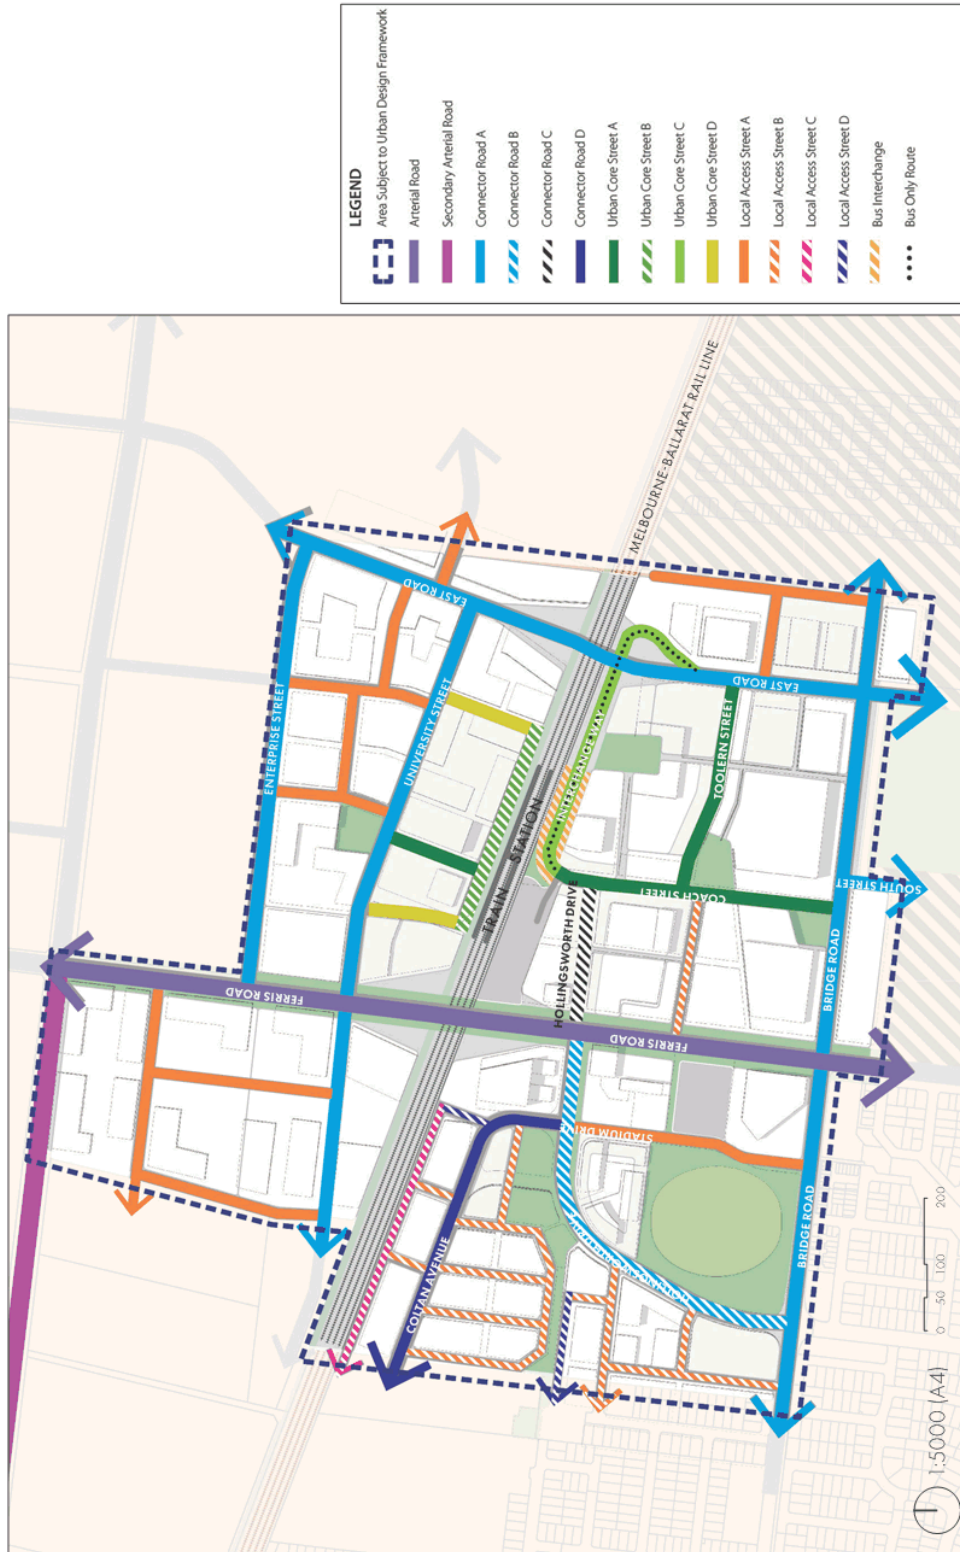 LEGEND
Area Subject to Urban Design Framework
Arterial Road
Secondary Arterial Road
Connector Road A
Connector Road B
Connector Road C
Connector Road D
Urban Core Street A
Urban Core Street B
Urban Core Street C
Urban Core Street D
Local Access Street A
Local Access Street B
Local Access Street C
Local Access Street D
Bus Interchange
Bus Only Route
FERRIS ROAD
ENTERPRISE STREET
UNIVERSITY STREET
EAST ROAD
MELBOURNE-BALLARAT RAIL LINE
TRAIN STATION
INTERCHANGE WAY
HOLLINGSWORTH DRIVE
COLTAN AVENUE
STADIUM DRIVE
HOLLINGSWORTH DRIVE
FERRIS ROAD
COACH STREET
TOOLERN STREET
EAST ROAD
BRIDGE ROAD
BRIDGE ROAD
SOUTH STREET
1:5000 (A4)
0 50 100 200